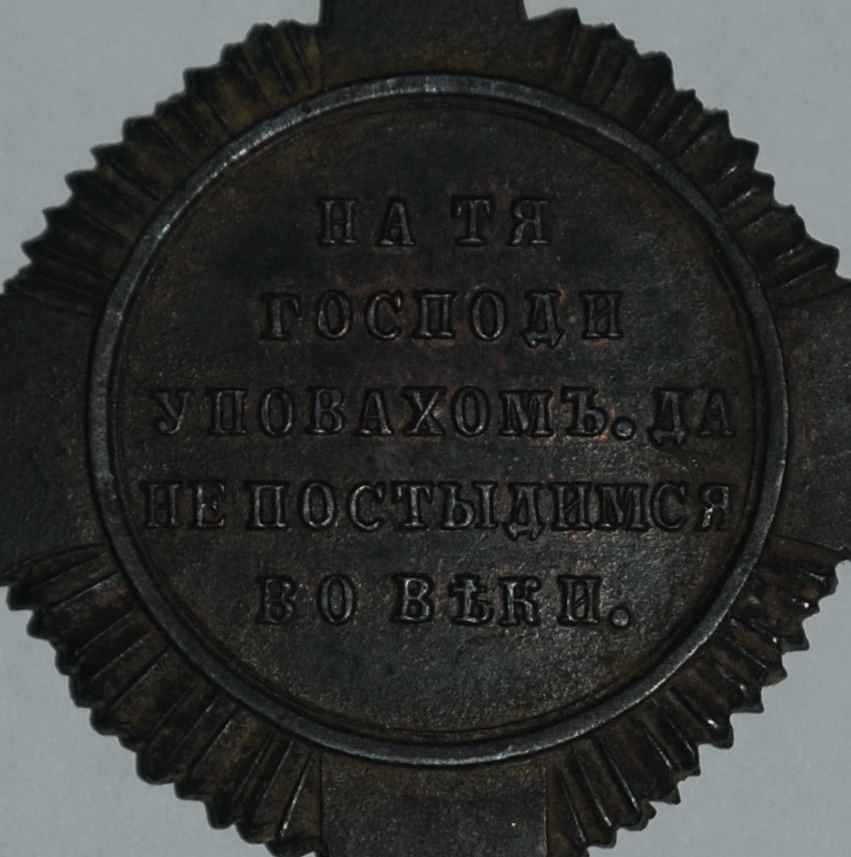 НА ТЯ
ГОСПОДИ
УПОВАХОМЪ. ДА
НЕ ПОСТЫДИМСЯ
ВО ВѢКИ.